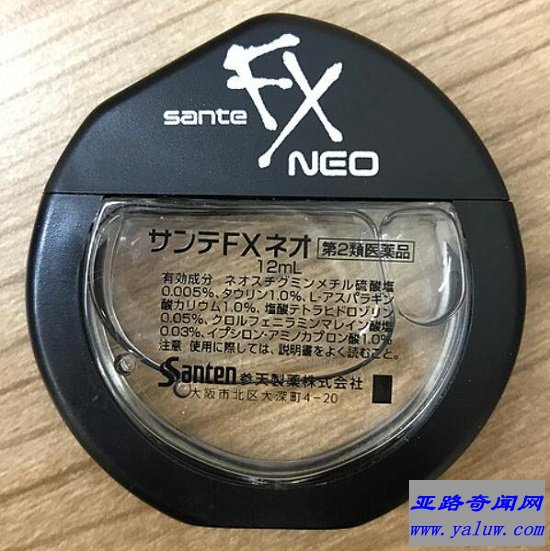 sante FX
NEO
サンテFXネオ 第2類医薬品
12mL
有効成分 ネオスチグミンメチル硫酸塩
0.005%、タウリン1.0%、L-アスパラギン
酸カリウム1.0%、塩酸テトラヒドロゾリン
0.05%、クロルフェニラミンマレイン酸塩
0.03%、イプシロン-アミノカプロン酸1.0%
注意 使用に際しては、説明書をよく読むこと。
Santen 参天製薬株式会社
大阪市北区大深町4-20
亚路奇闻网
www.yaluw.com